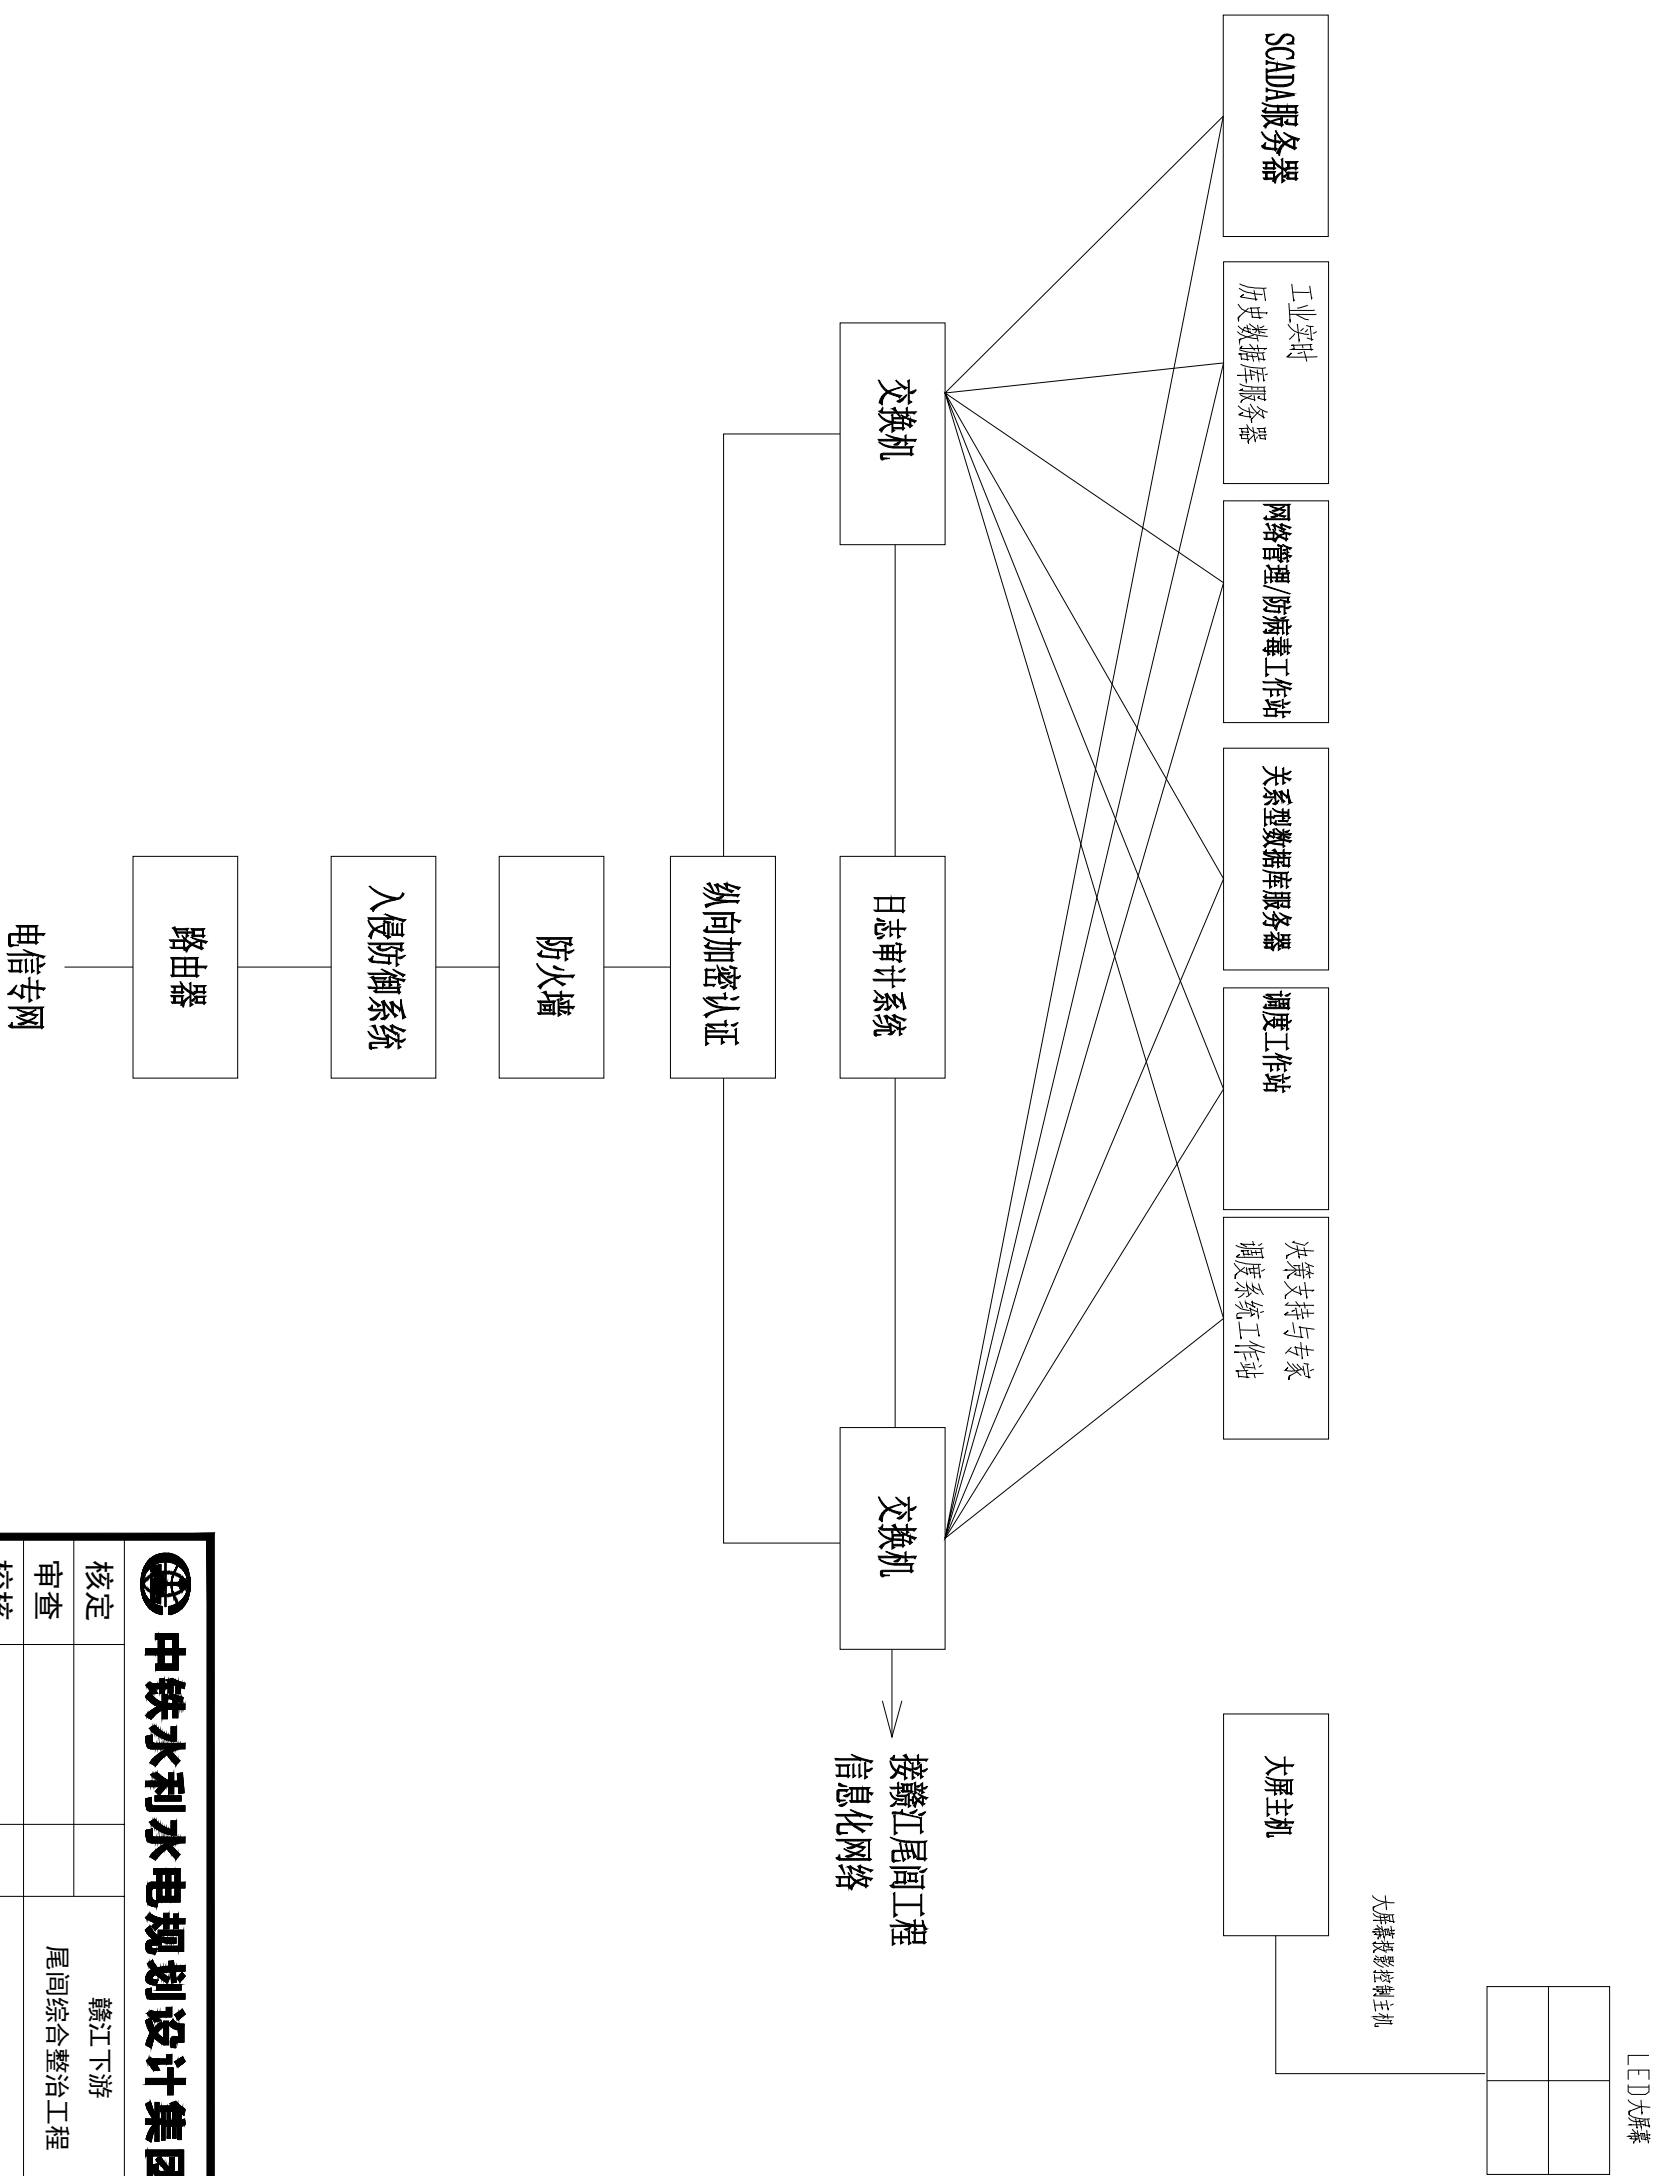 LED大屏幕
大屏幕投影控制主机
SCADA服务器
工业实时
历史数据库服务器
网络管理/防病毒工作站
关系型数据库服务器
调度工作站
决策支持与专家
调度系统工作站
大屏主机
交换机
日志审计系统
交换机
接赣江尾闾工程
信息化网络
纵向加密认证
防火墙
入侵防御系统
路由器
电信专网
中铁水利水电规划设计集团
核定
赣江下游
审查
尾闾综合整治工程
校核